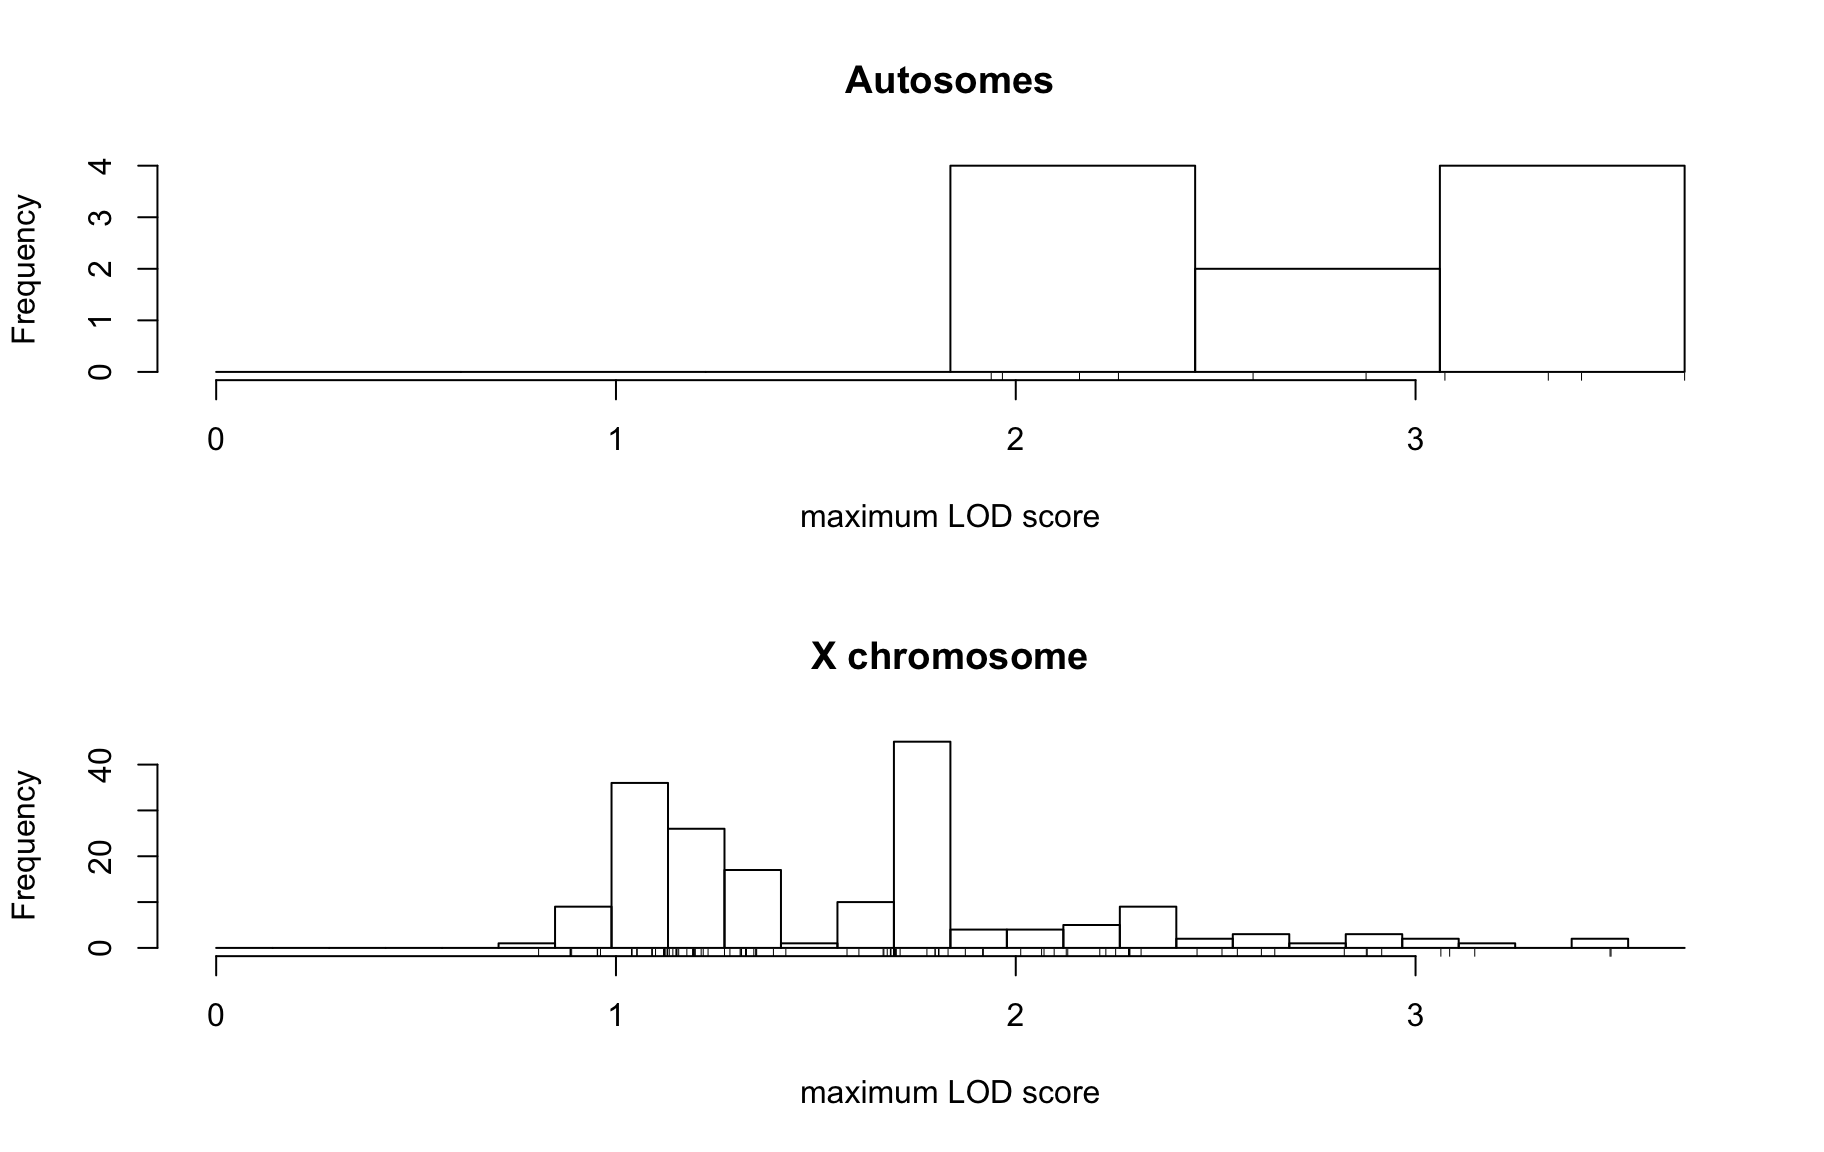 Autosomes
Frequency
4
3
2
1
0
0 1 2 3
maximum LOD score
X chromosome
Frequency
40
20
0
0 1 2 3
maximum LOD score